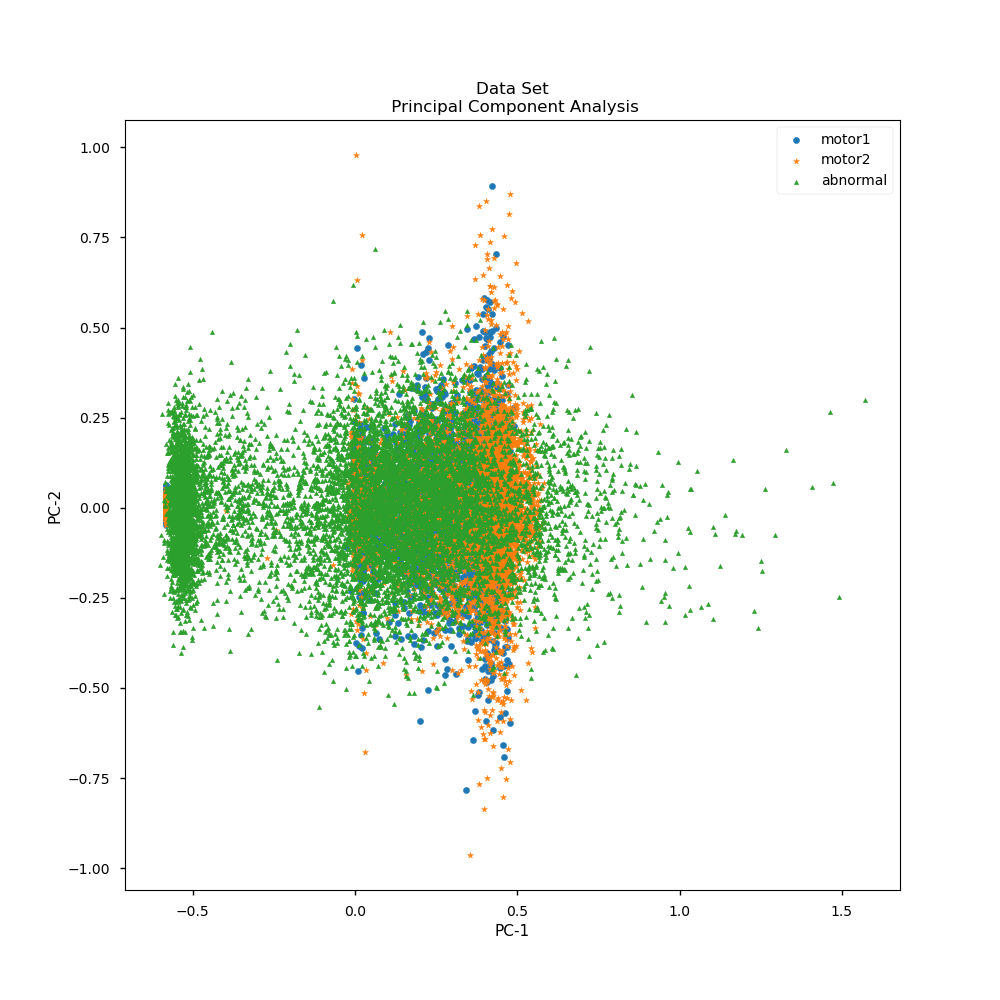 Data Set
Principal Component Analysis
motor1
motor2
abnormal
1.00
0.75
0.50
0.25
0.00
−0.25
−0.50
−0.75
−1.00
PC-2
−0.5
0.0
0.5
1.0
1.5
PC-1